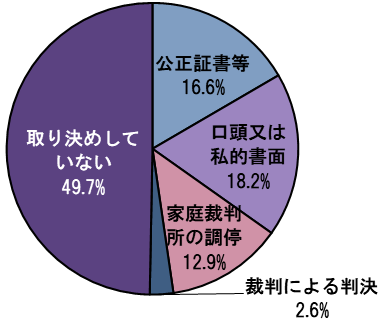 公正証書等
16.6%
口頭又は
私的書面
18.2%
家庭裁判
所の調停
12.9%
裁判による判決
2.6%
取り決めして
いない
49.7%